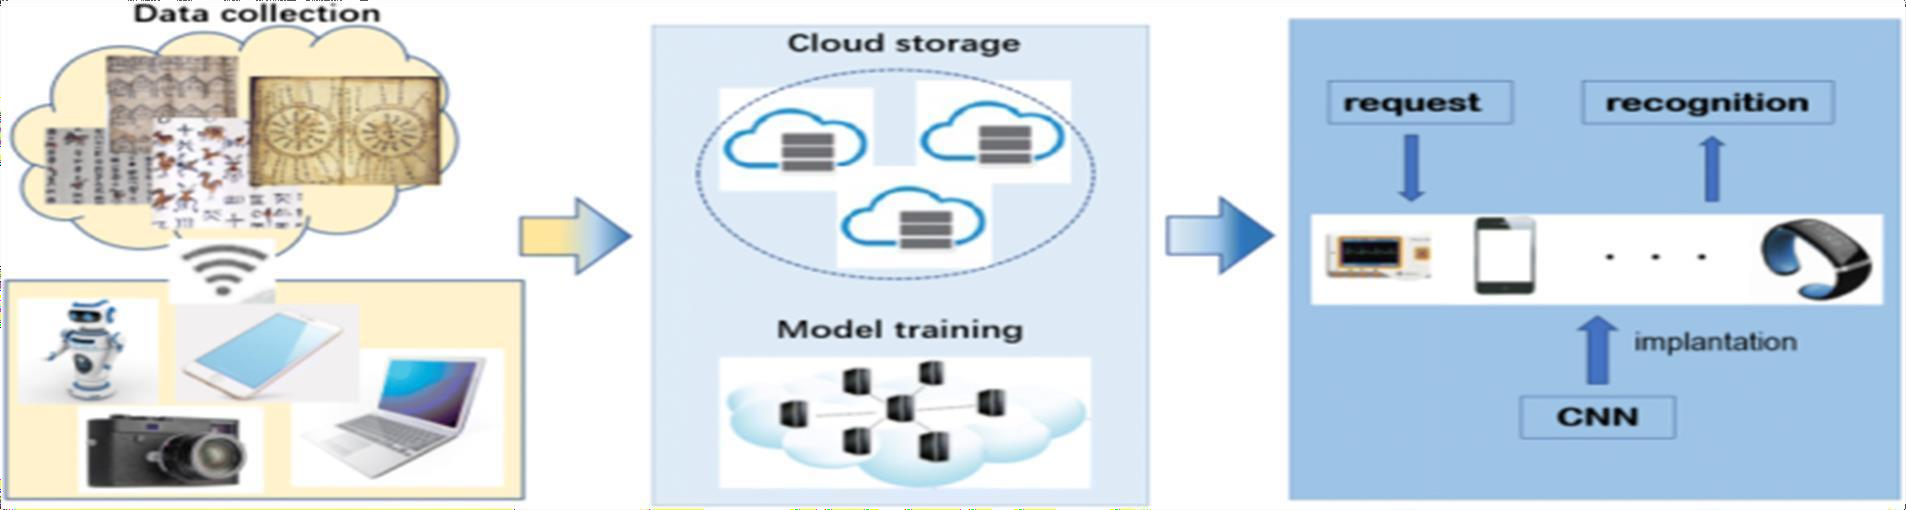 Data collection
Cloud storage
Model training
request
recognition
implantation
CNN